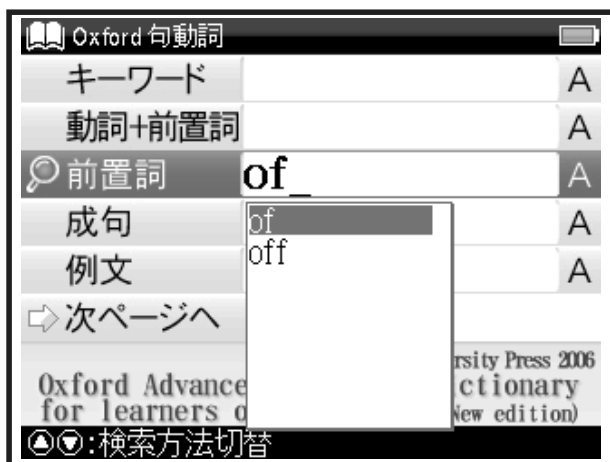 Oxford 句動詞
キーワード A
動詞+前置詞 A
前置詞 of_ A
of
off
成句 A
例文 A
次ページへ
rsity Press 2006
Oxford Advance ctionary
for learners o New edition)
:検索方法切替